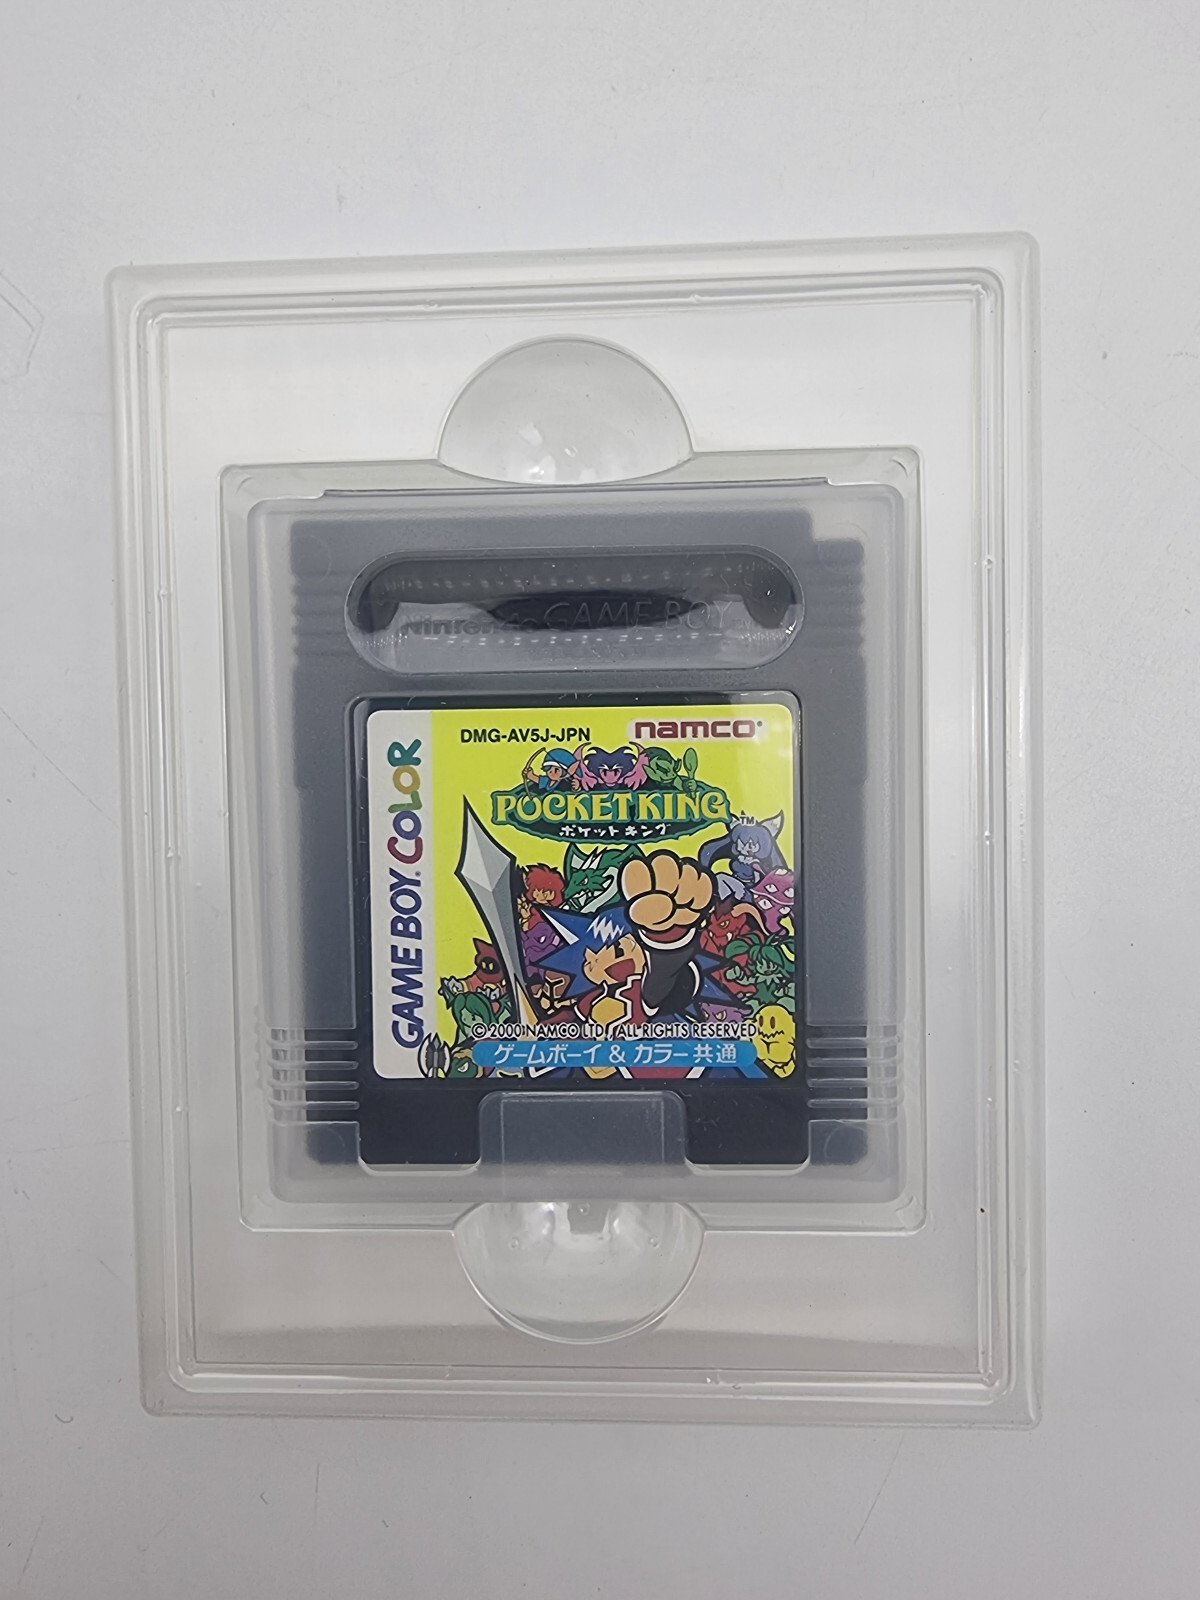 Nintendo GAME BOY TM
DMG-AV5J-JPN
namco
GAME BOY COLOR
POCKET KING TM
ポケットキング
© 2000 NAMCO LTD., ALL RIGHTS RESERVED
ゲームボーイ & カラー共通